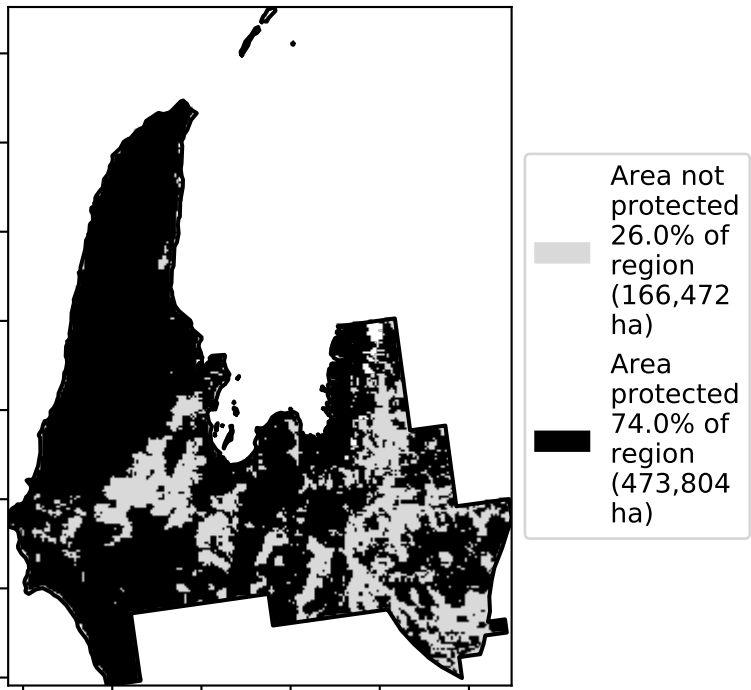 Area not
protected
26.0% of
region
(166,472
ha)
Area
protected
74.0% of
region
(473,804
ha)